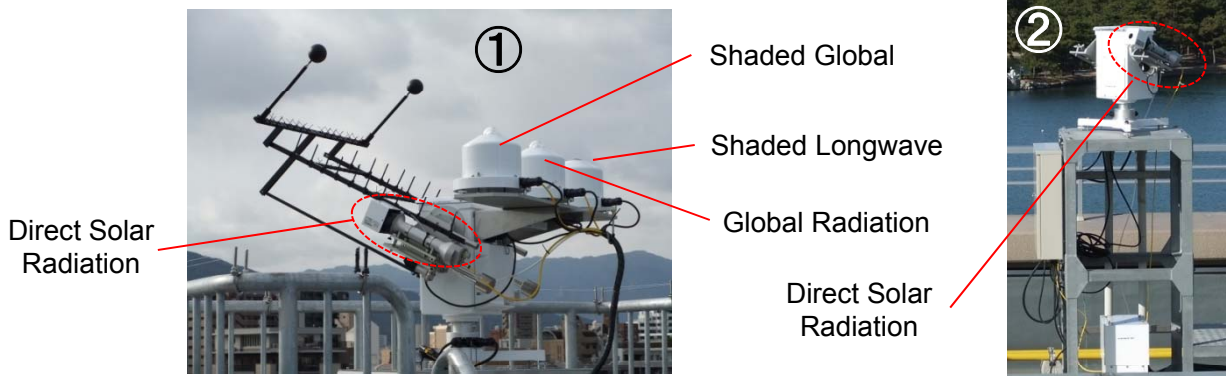 ①
Shaded Global
Shaded Longwave
Global Radiation
Direct Solar
Radiation
②
Direct Solar
Radiation